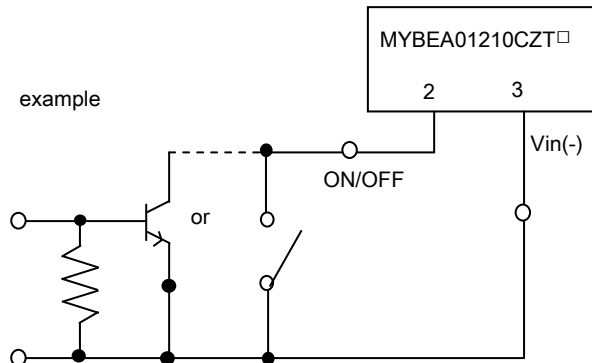 MYBEA01210CZT□
2 3
example
Vin(-)
ON/OFF
or